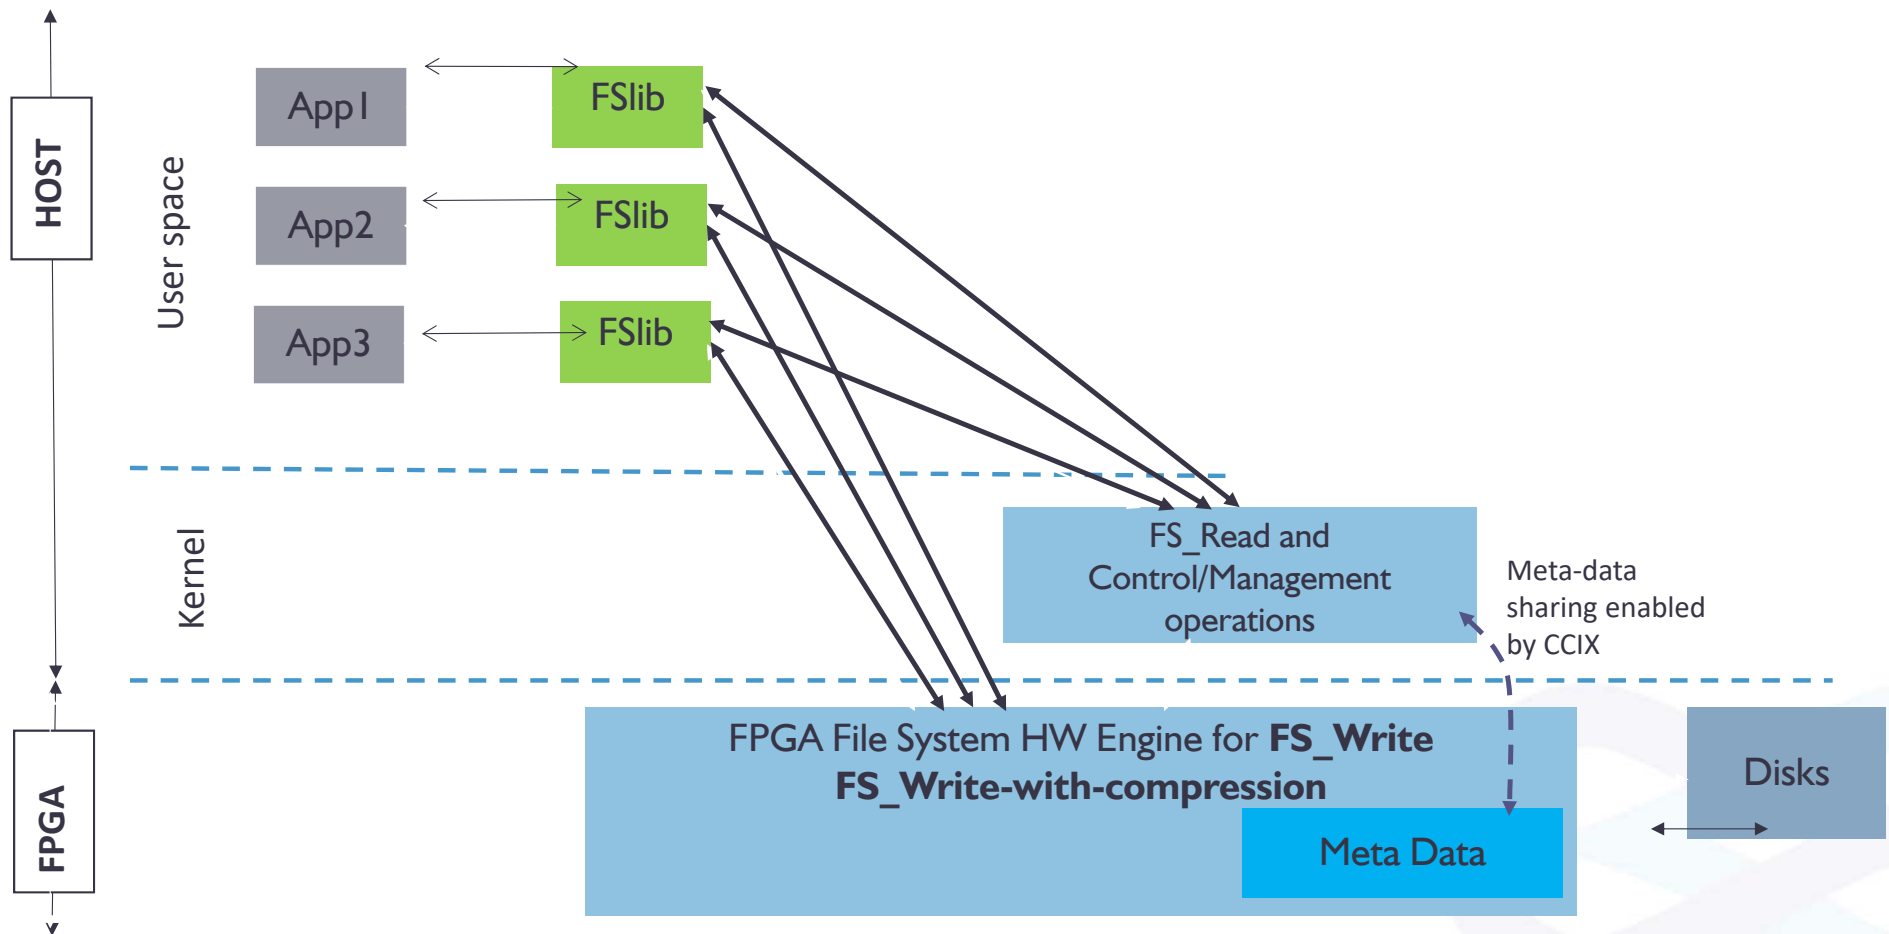 HOST
User space
App1
FSlib
App2
FSlib
App3
FSlib
Kernel
FS_Read and
Control/Management
operations
Meta-data
sharing enabled
by CCIX
FPGA
FPGA File System HW Engine for FS_Write
FS_Write-with-compression
Meta Data
Disks